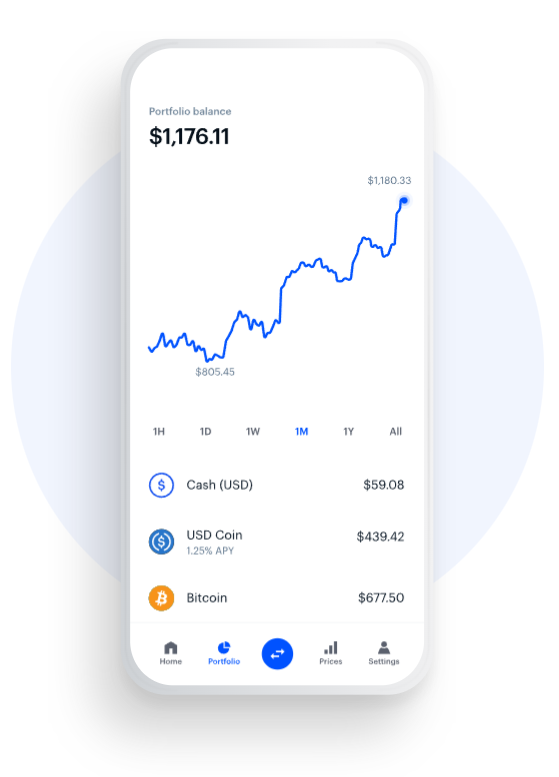 Portfolio balance
$1,176.11
$1,180.33
$805.45
1H 1D 1W 1M 1Y All
Cash (USD) $59.08
USD Coin $439.42
1.25% APY
Bitcoin $677.50
Home Portfolio Prices Settings